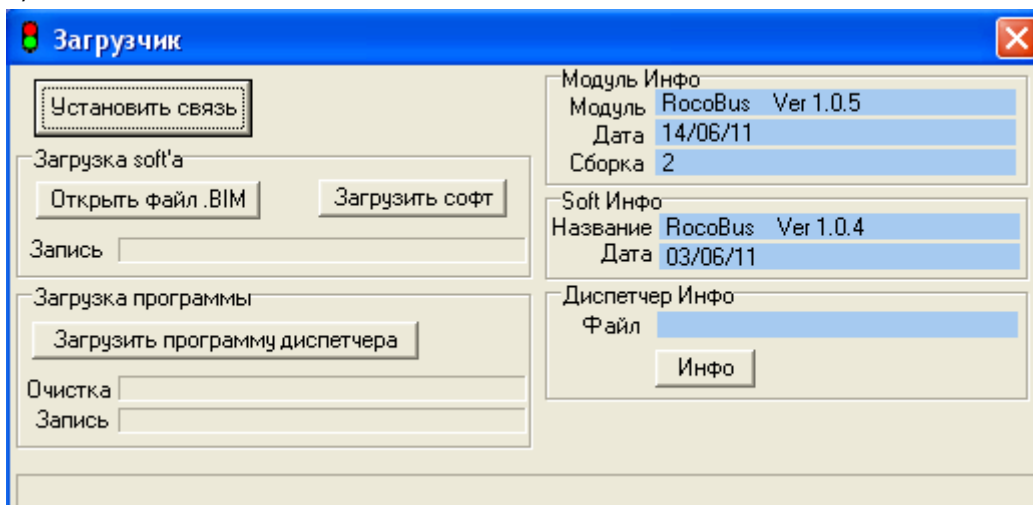 Загрузчик
Установить связь
Загрузка soft'а
Открыть файл .BIM
Загрузить софт
Запись
Загрузка программы
Загрузить программу диспетчера
Очистка
Запись
Модуль Инфо
Модуль RocoBus Ver 1.0.5
Дата 14/06/11
Сборка 2
Soft Инфо
Название RocoBus Ver 1.0.4
Дата 03/06/11
Диспетчер Инфо
Файл
Инфо